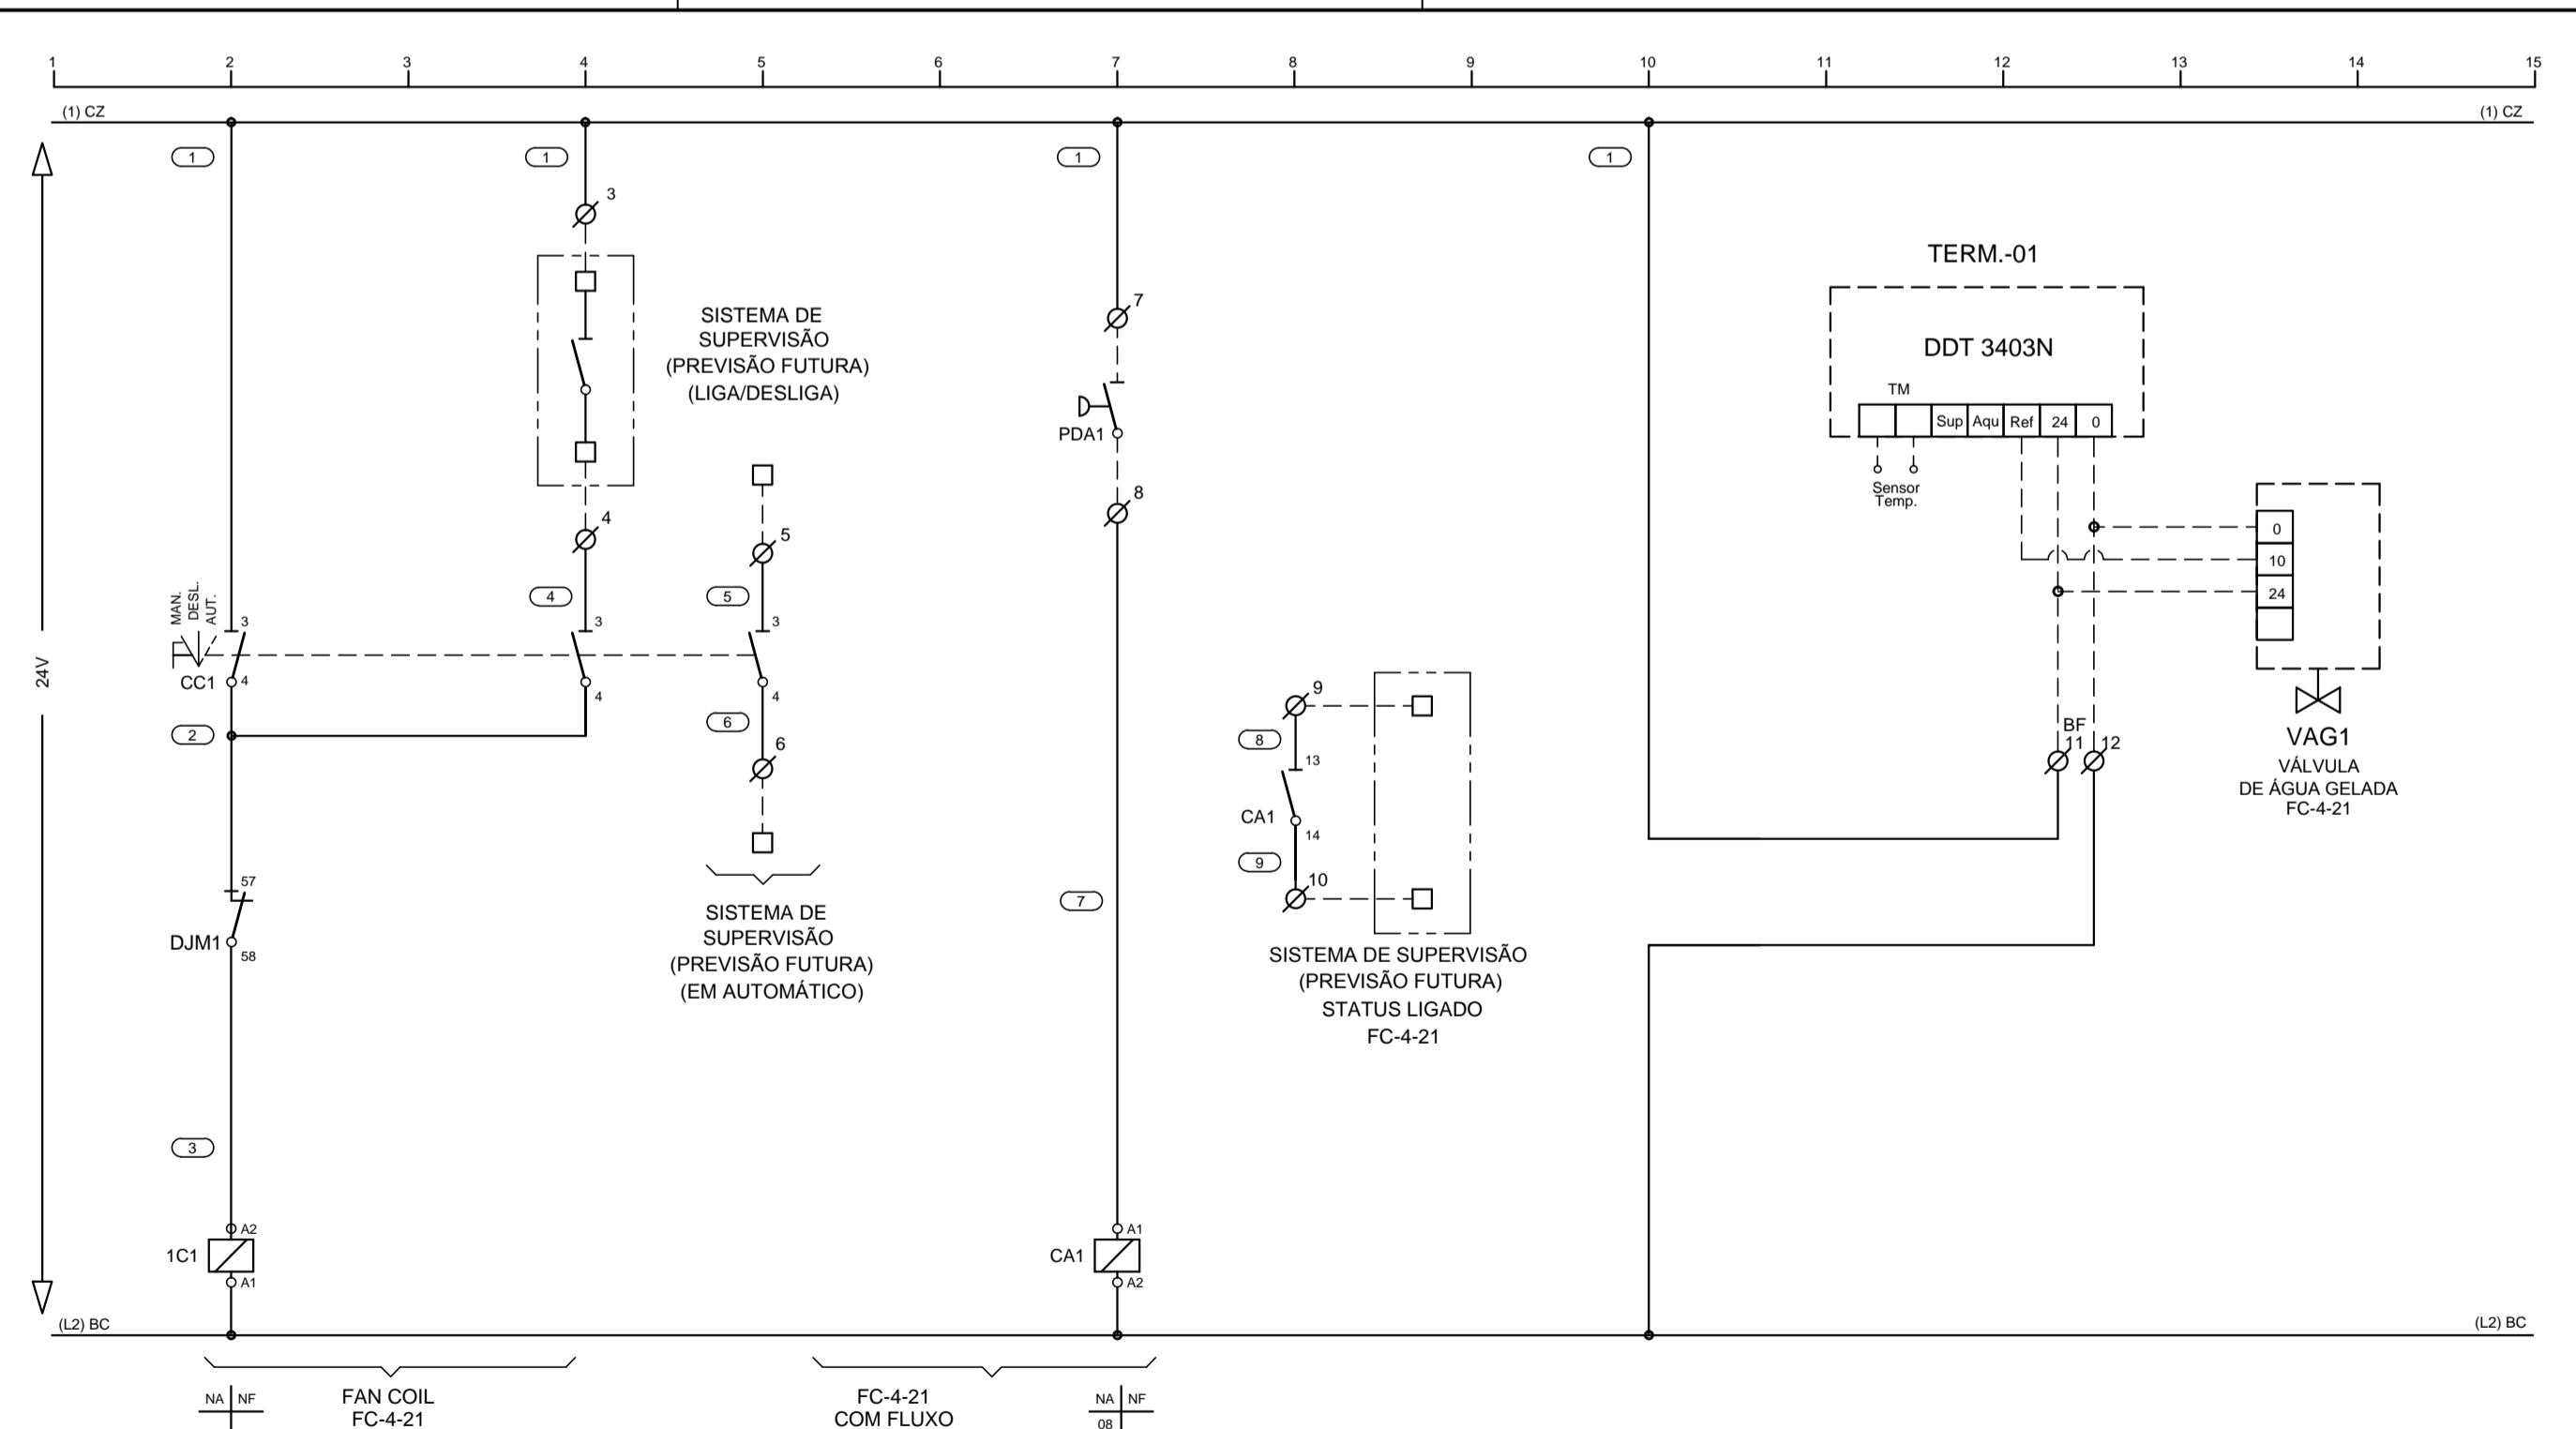 1 2 3 4 5 6 7 8 9 10 11 12 13 14 15
(1) CZ
(1) CZ
1
1
1
1
3
SISTEMA DE
SUPERVISÃO
(PREVISÃO FUTURA)
(LIGA/DESLIGA)
4
5
4
5
MAN.
DESL.
AUT.
3
3
3
CC1
4
4
4
2
6
6
24V
57
DJM1
58
SISTEMA DE
SUPERVISÃO
(PREVISÃO FUTURA)
(EM AUTOMÁTICO)
3
A2
1C1
A1
7
PDA1
8
7
A1
CA1
A2
9
8
13
CA1
14
9
10
SISTEMA DE SUPERVISÃO
(PREVISÃO FUTURA)
STATUS LIGADO
FC-4-21
TERM.-01
DDT 3403N
TM
Sup Aqu Ref 24 0
Sensor
Temp.
0
10
24
BF
11 12
VAG1
VÁLVULA
DE ÁGUA GELADA
FC-4-21
(L2) BC
(L2) BC
NA NF
FAN COIL
FC-4-21
FC-4-21
COM FLUXO
NA NF
08